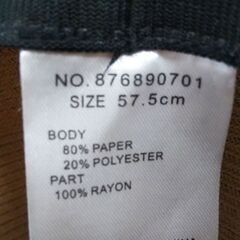 NO.876890701
SIZE 57.5cm
BODY
80% PAPER
20% POLYESTER
PART
100% RAYON